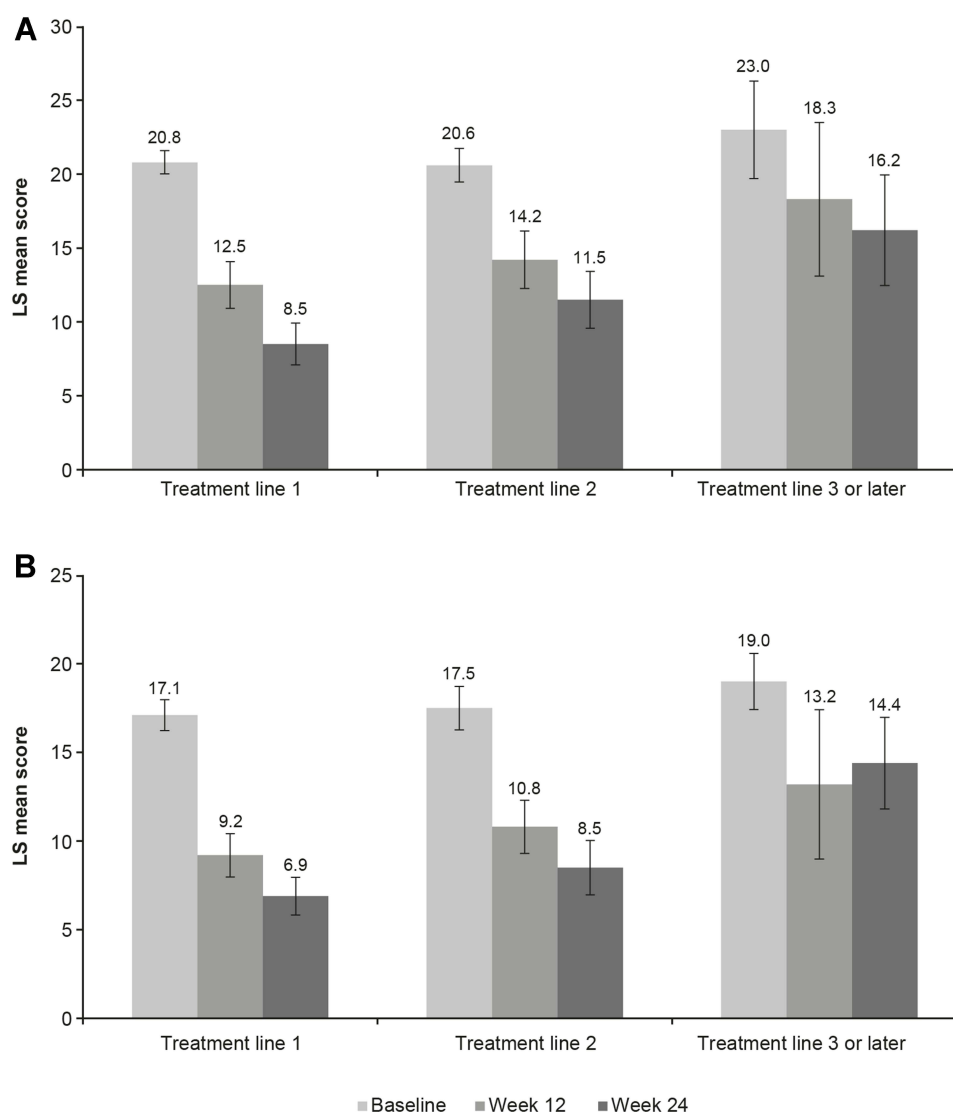 A
LS mean score
30
25
20
15
10
5
0
20.8
12.5
8.5
20.6
14.2
11.5
23.0
18.3
16.2
Treatment line 1
Treatment line 2
Treatment line 3 or later
B
LS mean score
25
20
15
10
5
0
17.1
9.2
6.9
17.5
10.8
8.5
19.0
13.2
14.4
Treatment line 1
Treatment line 2
Treatment line 3 or later
Baseline
Week 12
Week 24